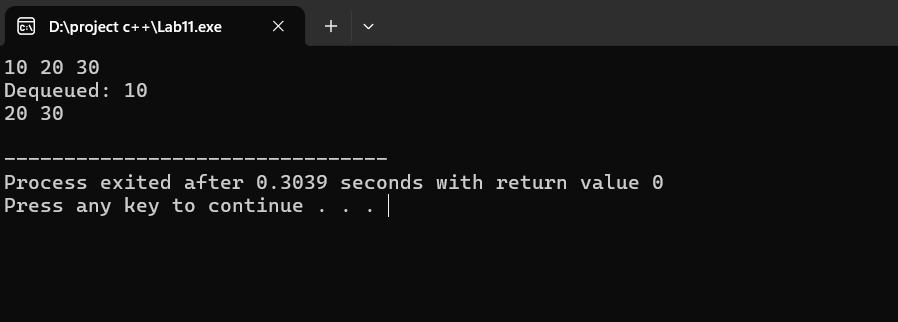 D:\project c++\Lab11.exe
10 20 30
Dequeued: 10
20 30
--------------------------------
Process exited after 0.3039 seconds with return value 0
Press any key to continue . . .